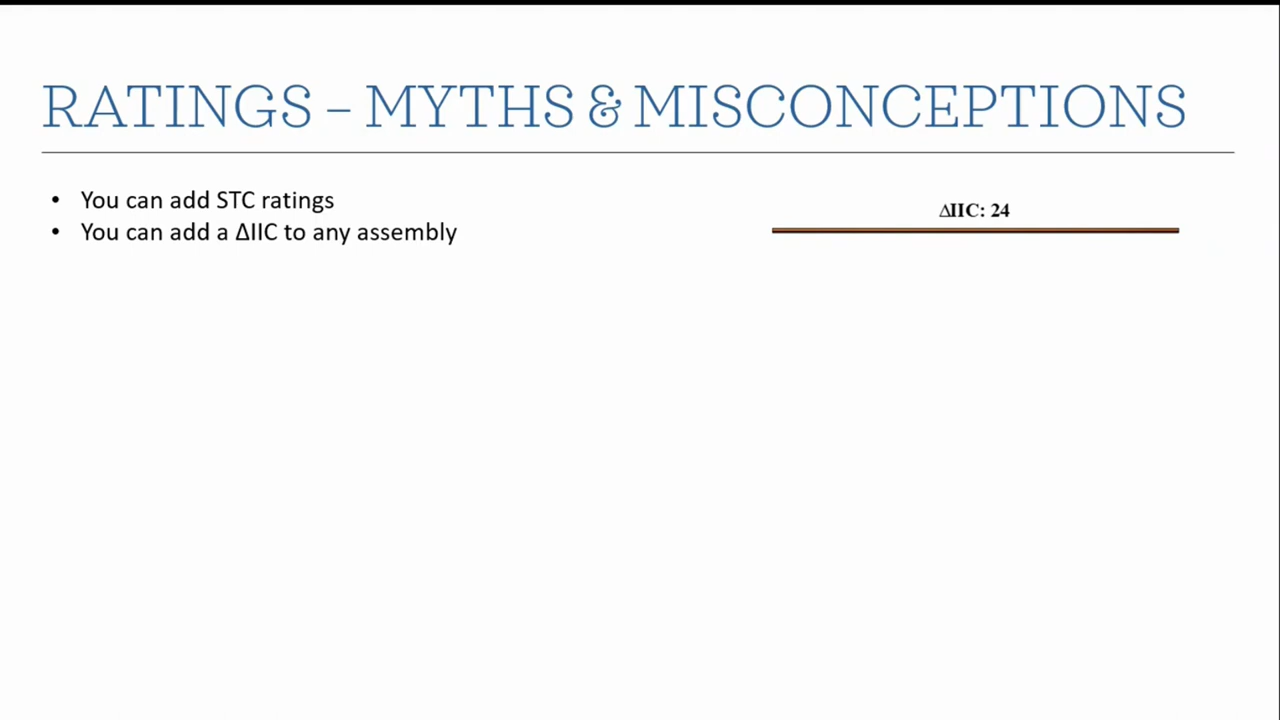 RATINGS – MYTHS & MISCONCEPTIONS
• You can add STC ratings
• You can add a ΔIIC to any assembly
ΔIIC: 24